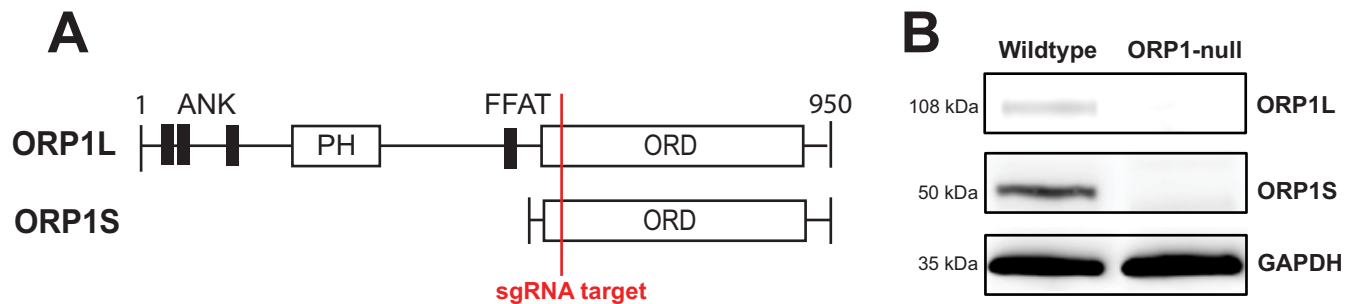 A
1 ANK FFAT 950
ORP1L PH ORD
ORP1S ORD
sgRNA target
B
Wildtype ORP1-null
108 kDa ORP1L
50 kDa ORP1S
35 kDa GAPDH